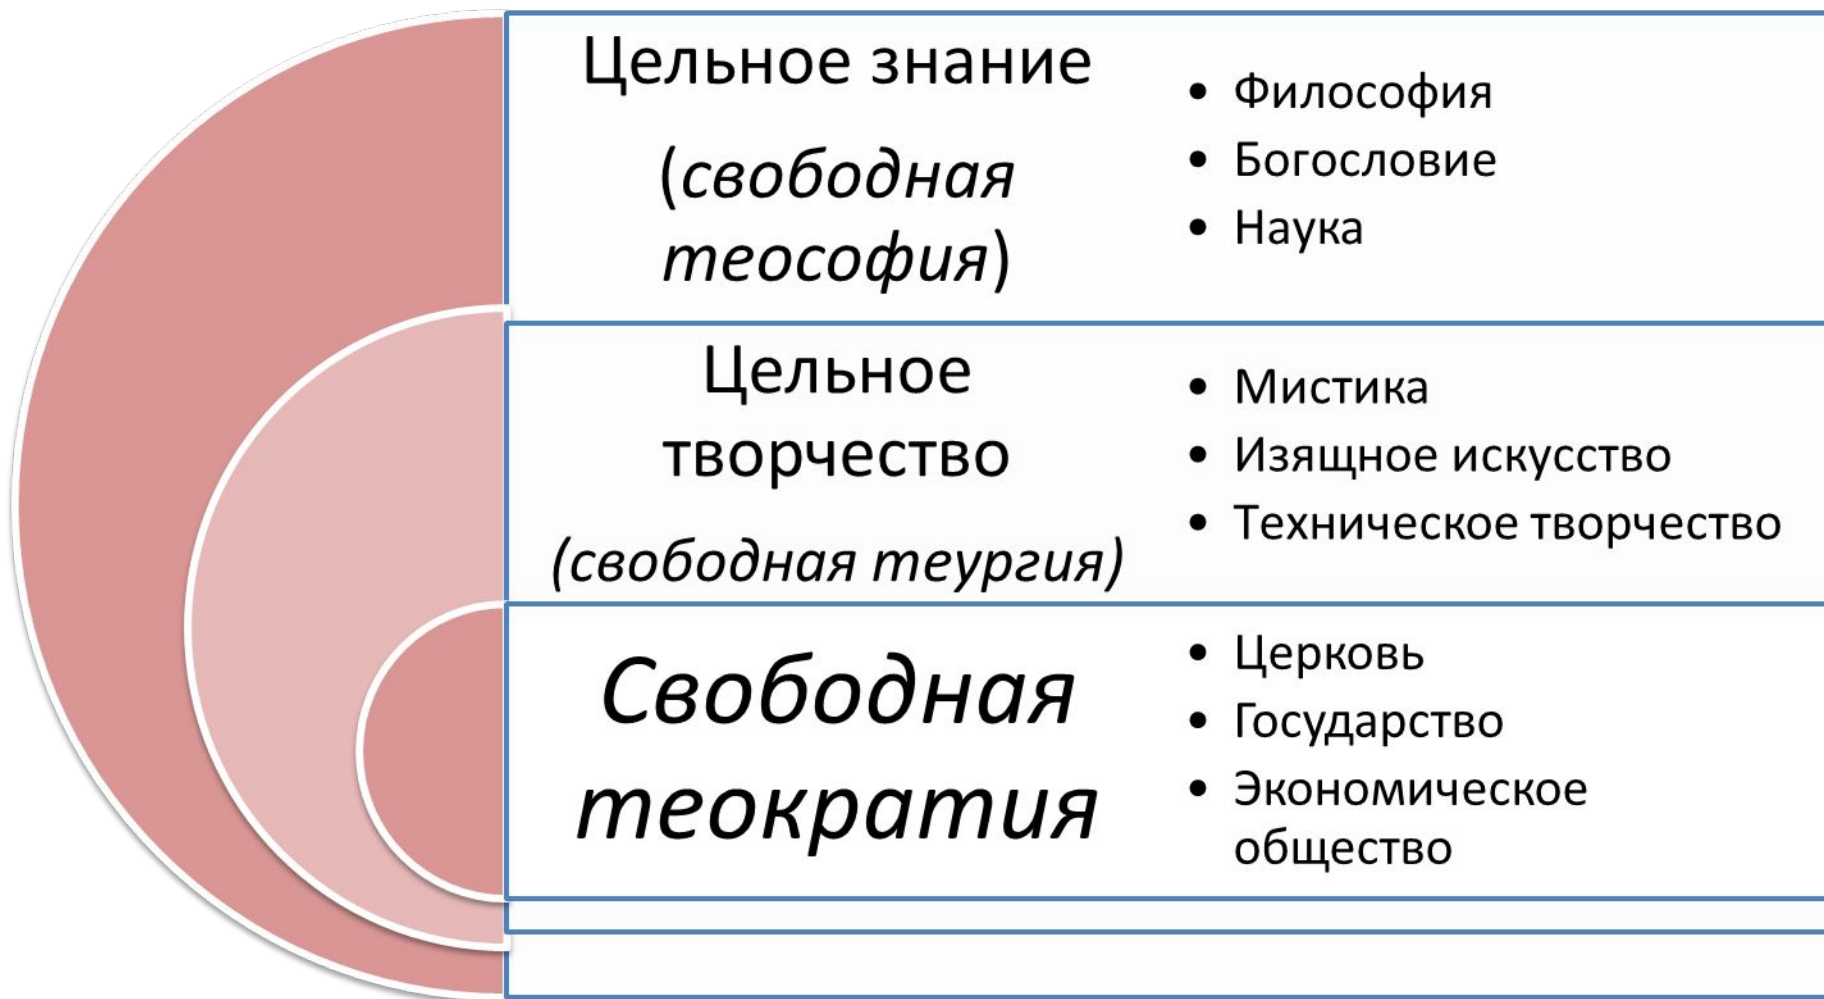 Цельное знание
(свободная
теософия)
• Философия
• Богословие
• Наука
Цельное
творчество
(свободная теургия)
• Мистика
• Изящное искусство
• Техническое творчество
Свободная
теократия
• Церковь
• Государство
• Экономическое
общество